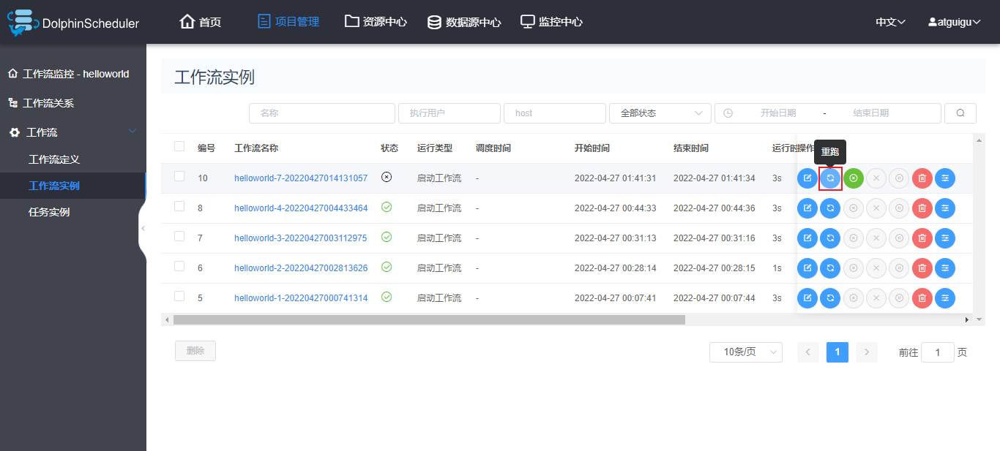 DolphinScheduler 首页 项目管理 资源中心 数据源中心 监控中心 中文 atguigu
工作流监控 - helloworld
工作流关系
工作流
工作流定义
工作流实例
任务实例
工作流实例
名称 执行用户 host 全部状态 开始日期 - 结束日期
编号 工作流名称 状态 运行类型 调度时间 开始时间 结束时间 运行时 操作
重跑
10 helloworld-7-20220427014131057 启动工作流 - 2022-04-27 01:41:31 2022-04-27 01:41:34 3s
8 helloworld-4-20220427004433464 启动工作流 - 2022-04-27 00:44:33 2022-04-27 00:44:36 3s
7 helloworld-3-20220427003112975 启动工作流 - 2022-04-27 00:31:13 2022-04-27 00:31:16 3s
6 helloworld-2-20220427002813626 启动工作流 - 2022-04-27 00:28:14 2022-04-27 00:28:15 1s
5 helloworld-1-20220427000741314 启动工作流 - 2022-04-27 00:07:41 2022-04-27 00:07:44 3s
删除 10条/页 1 前往 1 页